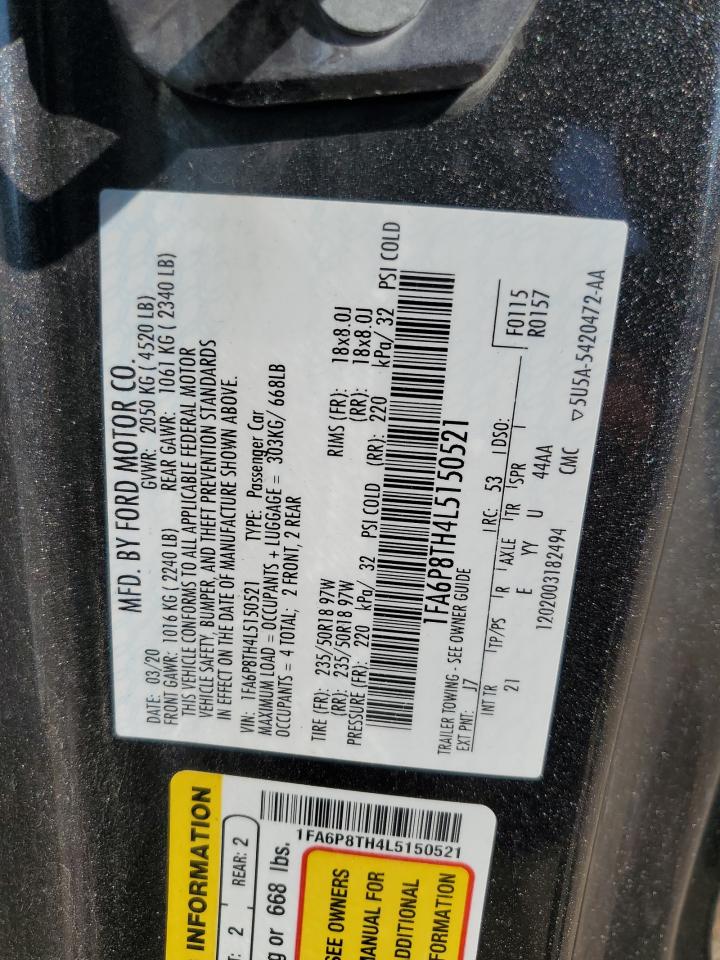 MFD. BY FORD MOTOR CO.
DATE: 03/20 GVWR: 2050 KG ( 4520 LB)
FRONT GAWR: 1016 KG ( 2240 LB) REAR GAWR: 1061 KG ( 2340 LB)
THIS VEHICLE CONFORMS TO ALL APPLICABLE FEDERAL MOTOR
VEHICLE SAFETY, BUMPER, AND THEFT PREVENTION STANDARDS
IN EFFECT ON THE DATE OF MANUFACTURE SHOWN ABOVE.
VIN: 1FA6P8TH4L5150521 TYPE: Passenger Car
MAXIMUM LOAD = OCCUPANTS + LUGGAGE = 303KG/ 668LB
OCCUPANTS = 4 TOTAL; 2 FRONT, 2 REAR
TIRE (FR): 235/50R18 97W RIMS (FR): 18x8.0J
(RR): 235/50R18 97W (RR): 18x8.0J
PRESSURE (FR): 220 kPa/ 32 PSI COLD (RR): 220 kPa/ 32 PSI COLD
1FA6P8TH4L5150521
TRAILER TOWING - SEE OWNER GUIDE
EXT PNT: J7 RC: 53 DSO:
INT TR TP/PS R AXLE TR SPR
21 E YY U 44AA
F0115
R0157
1202003182494 CMC ▽5U5A-5420472-AA
INFORMATION
: 2 REAR: 2
g or 668 lbs.
1FA6P8TH4L5150521
SEE OWNERS
MANUAL FOR
ADDITIONAL
FORMATION